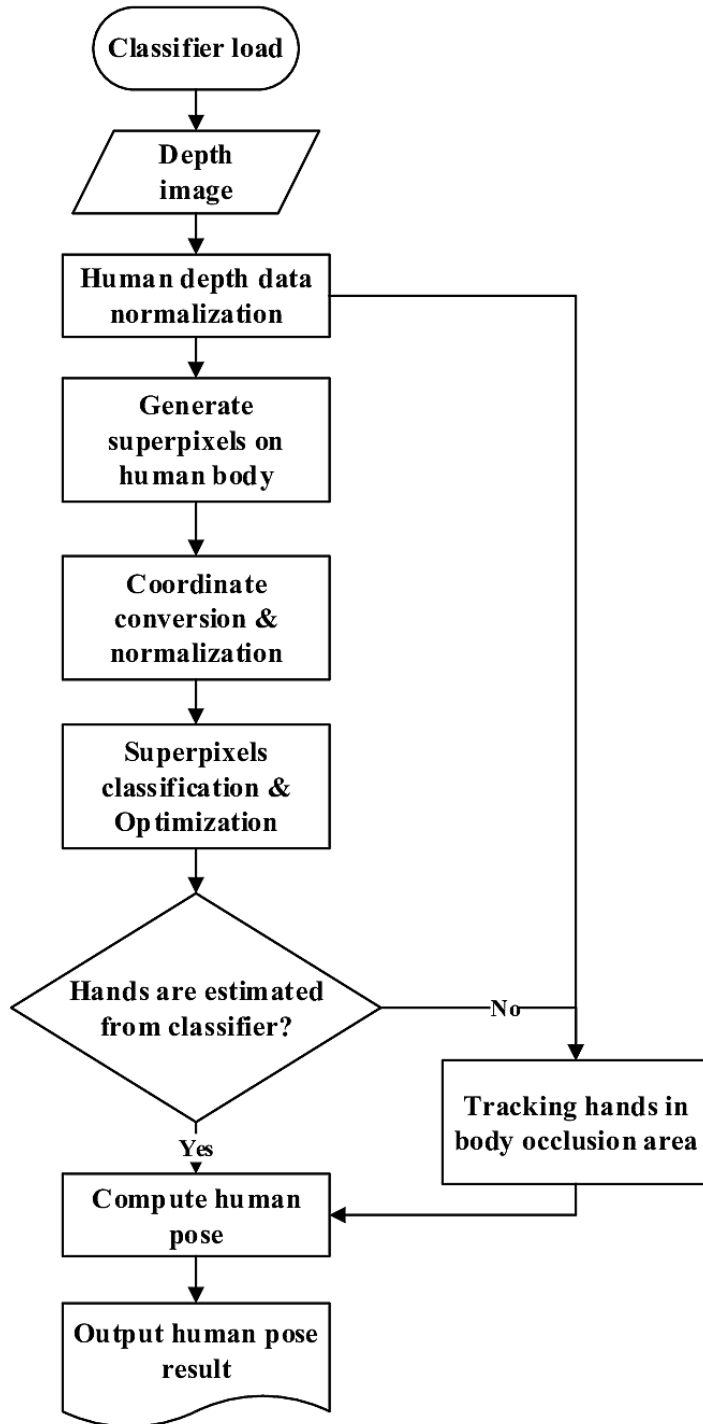 Classifier load
Depth
image
Human depth data
normalization
Generate
superpixels on
human body
Coordinate
conversion &
normalization
Superpixels
classification &
Optimization
Hands are estimated
from classifier?
No
Tracking hands in
body occlusion area
Yes
Compute human
pose
Output human pose
result